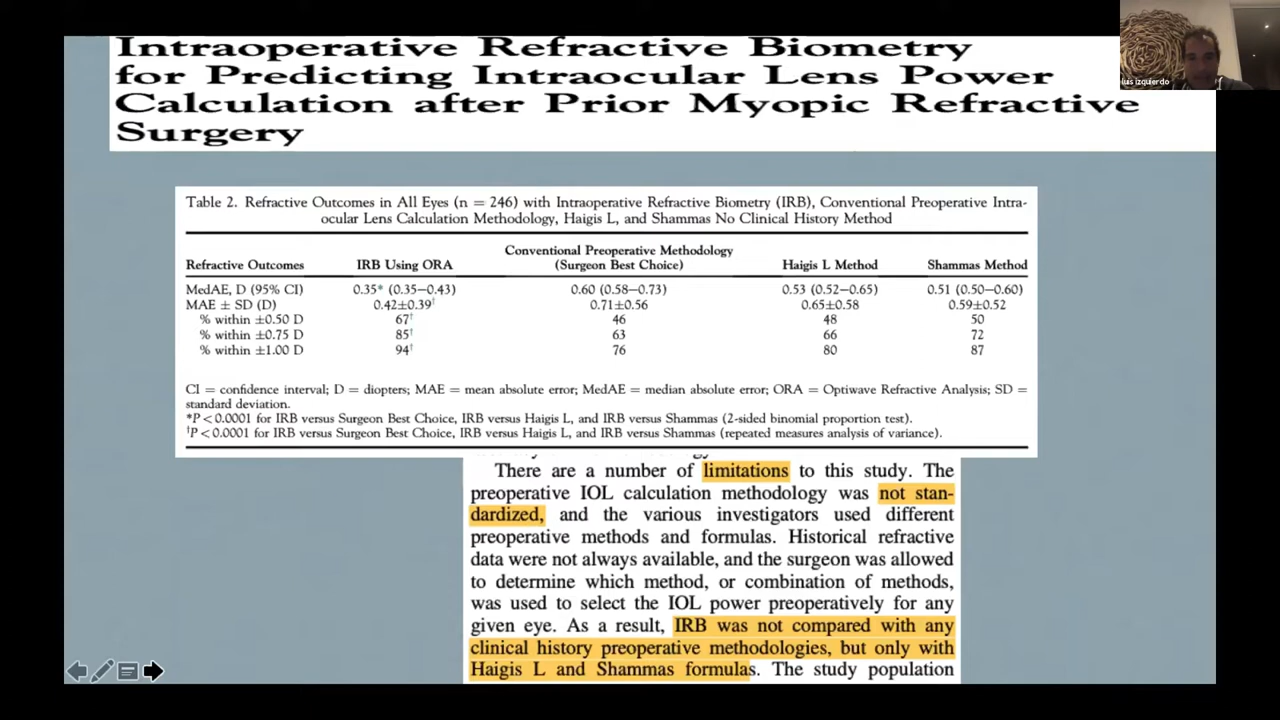 Intraoperative Refractive Biometry
for Predicting Intraocular Lens Power
Calculation after Prior Myopic Refractive
Surgery
luis izquierdo
Table 2. Refractive Outcomes in All Eyes (n = 246) with Intraoperative Refractive Biometry (IRB), Conventional Preoperative Intra-
ocular Lens Calculation Methodology, Haigis L, and Shammas No Clinical History Method
Conventional Preoperative Methodology
Refractive Outcomes IRB Using ORA (Surgeon Best Choice) Haigis L Method Shammas Method
MedAE, D (95% CI) 0.35* (0.35–0.43) 0.60 (0.58–0.73) 0.53 (0.52–0.65) 0.51 (0.50–0.60)
MAE ± SD (D) 0.42±0.39† 0.71±0.56 0.65±0.58 0.59±0.52
% within ±0.50 D 67† 46 48 50
% within ±0.75 D 85† 63 66 72
% within ±1.00 D 94† 76 80 87
CI = confidence interval; D = diopters; MAE = mean absolute error; MedAE = median absolute error; ORA = Optiwave Refractive Analysis; SD =
standard deviation.
*P < 0.0001 for IRB versus Surgeon Best Choice, IRB versus Haigis L, and IRB versus Shammas (2-sided binomial proportion test).
†P < 0.0001 for IRB versus Surgeon Best Choice, IRB versus Haigis L, and IRB versus Shammas (repeated measures analysis of variance).
There are a number of limitations to this study. The
preoperative IOL calculation methodology was not stan-
dardized, and the various investigators used different
preoperative methods and formulas. Historical refractive
data were not always available, and the surgeon was allowed
to determine which method, or combination of methods,
was used to select the IOL power preoperatively for any
given eye. As a result, IRB was not compared with any
clinical history preoperative methodologies, but only with
Haigis L and Shammas formulas. The study population